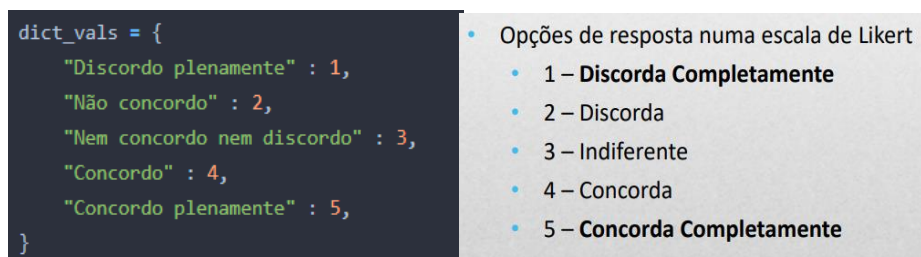 dict_vals = {
"Discordo plenamente" : 1,
"Não concordo" : 2,
"Nem concordo nem discordo" : 3,
"Concordo" : 4,
"Concordo plenamente" : 5,
}
• Opções de resposta numa escala de Likert
• 1 – Discorda Completamente
• 2 – Discorda
• 3 – Indiferente
• 4 – Concorda
• 5 – Concorda Completamente